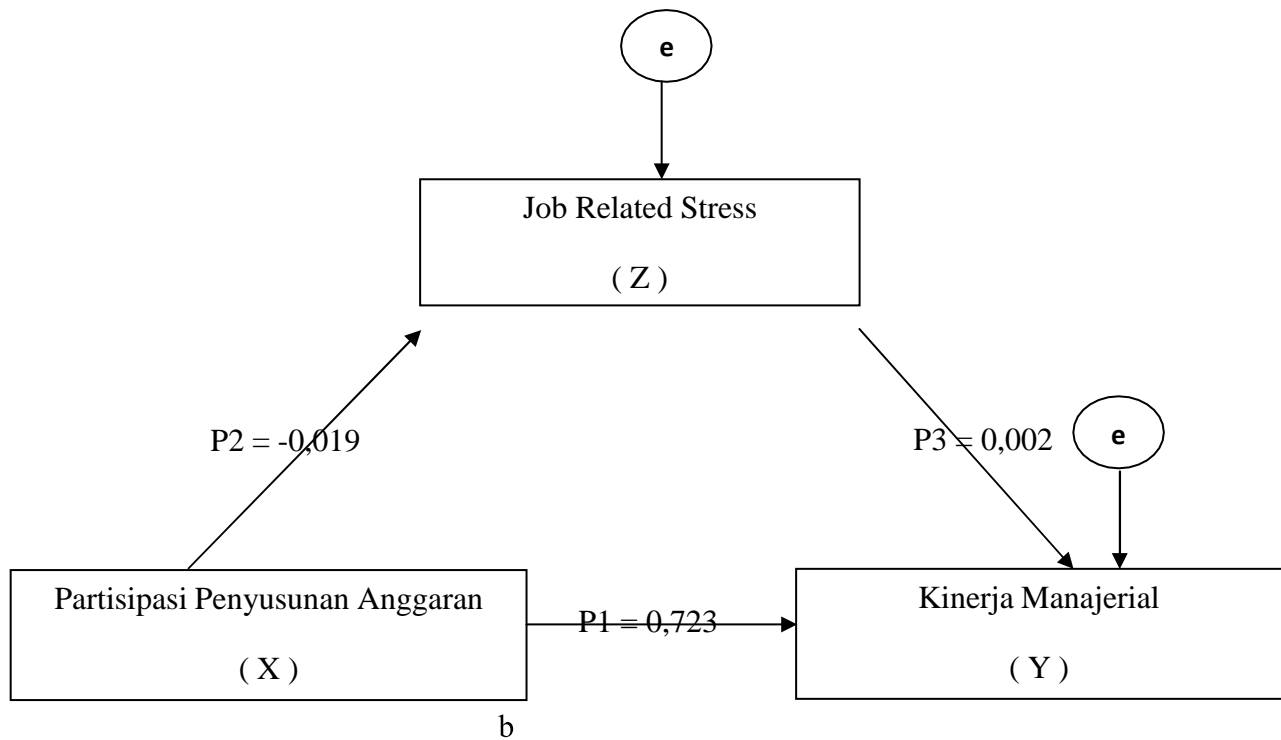 e
Job Related Stress
( Z )
P2 = -0,019
P3 = 0,002
e
Partisipasi Penyusunan Anggaran
( X )
P1 = 0,723
Kinerja Manajerial
( Y )
b